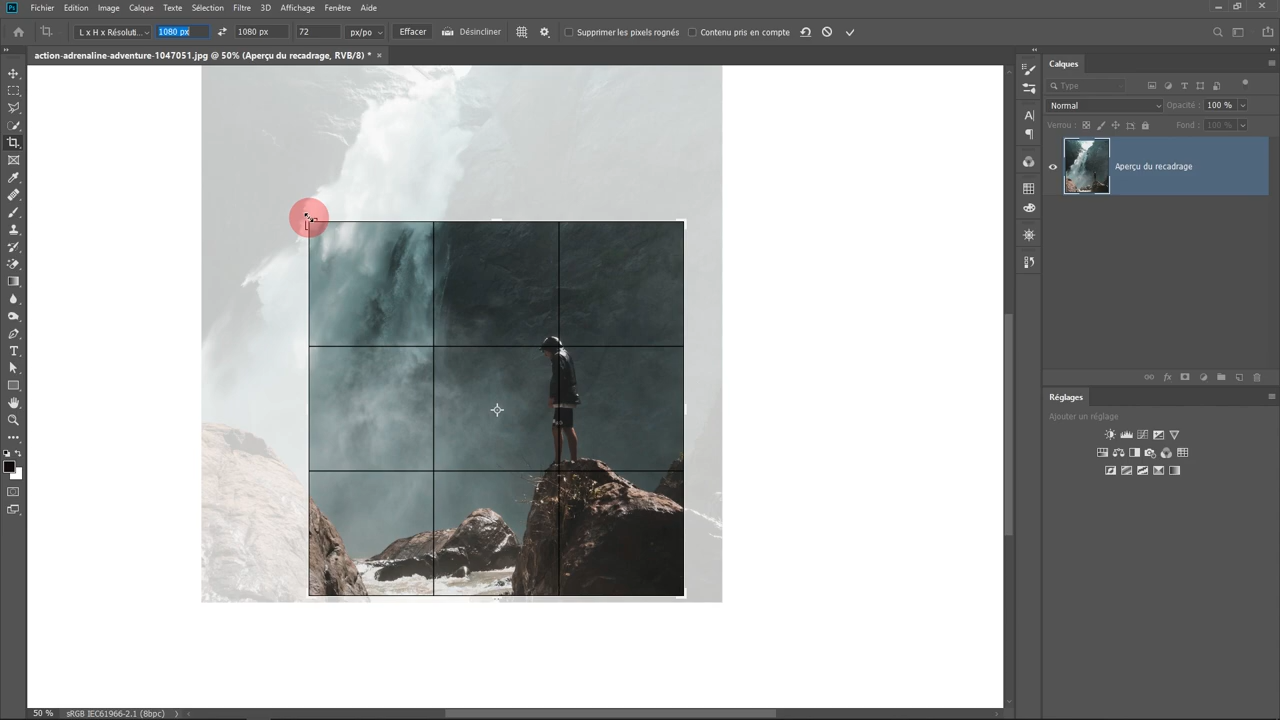 Ps Fichier Edition Image Calque Texte Sélection Filtre 3D Affichage Fenêtre Aide
L x H x Résoluti... 1080 px 1080 px 72 px/po Effacer Désincliner Supprimer les pixels rognés Contenu pris en compte
action-adrenaline-adventure-1047051.jpg @ 50% (Aperçu du recadrage, RVB/8) *
Calques
Type
Normal Opacité : 100 %
Verrou : Fond : 100 %
Aperçu du recadrage
Réglages
Ajouter un réglage
50 % sRGB IEC61966-2.1 (8bpc)